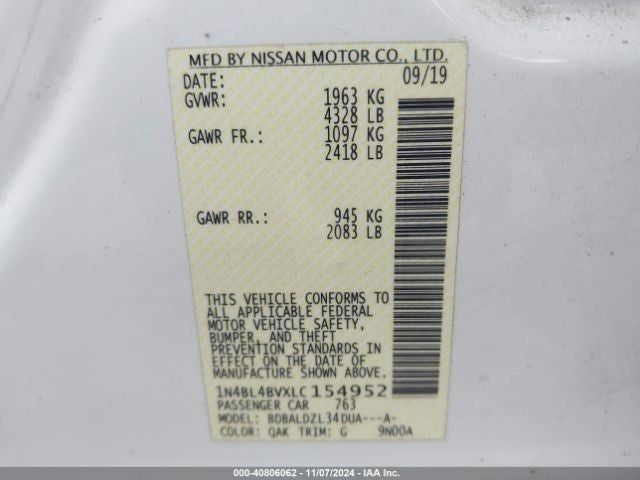 MFD BY NISSAN MOTOR CO., LTD.
DATE: 09/19
GVWR: 1963 KG
4328 LB
GAWR FR.: 1097 KG
2418 LB
GAWR RR.: 945 KG
2083 LB
THIS VEHICLE CONFORMS TO
ALL APPLICABLE FEDERAL
MOTOR VEHICLE SAFETY,
BUMPER, AND THEFT
PREVENTION STANDARDS IN
EFFECT ON THE DATE OF
MANUFACTURE SHOWN ABOVE.
1N4BL4BVXLC154952
PASSENGER CAR 763
MODEL: BDBALDZL34DUA---A-
COLOR: QAK TRIM: G 9N00A
000-40806062 - 11/07/2024 - IAA Inc.